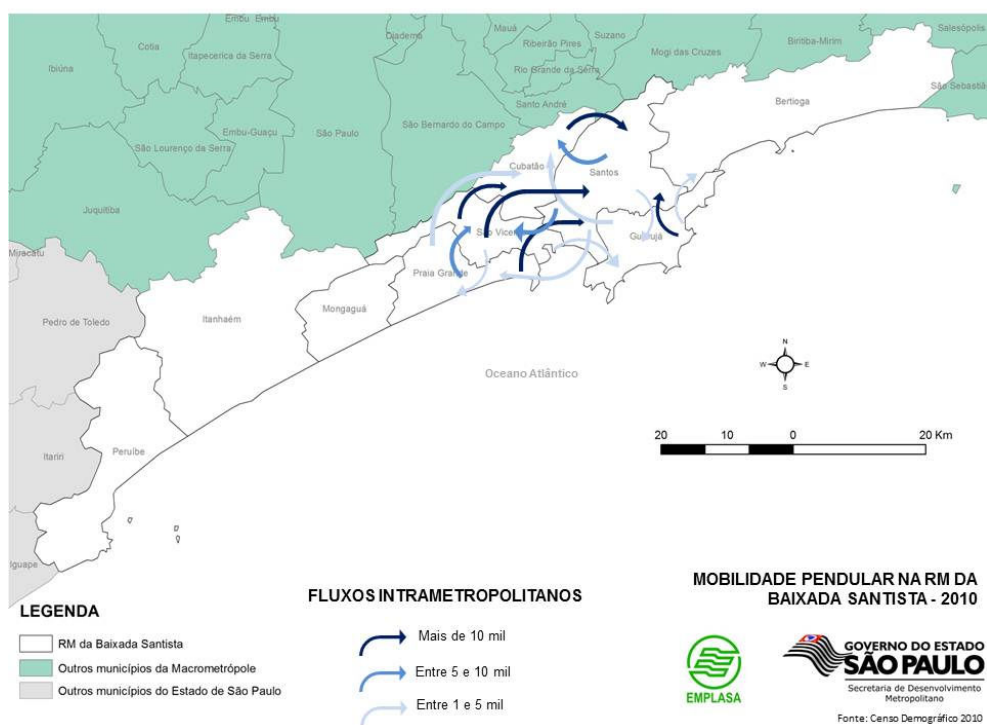 Embu
Embu
Cotia
Itapecerica da Serra
Ibiúna
Diadema
Mauá
Ribeirão Pires
Suzano
Rio Grande da Serra
Mogi das Cruzes
Biritiba-Mirim
Salesópolis
São Sebastiã
Santo André
Bertioga
Embu-Guaçu
São Paulo
São Bernardo do Campo
São Lourenço da Serra
Cubatão
Santos
Juquitiba
São Vicen
Guarujá
Miracatu
Praia Grande
Mongaguá
Itanhaém
Pedro de Toledo
Oceano Atlântico
N
W
E
S
20 10 0 20 Km
Itariri
Peruíbe
Iguape
LEGENDA
RM da Baixada Santista
Outros municípios da Macrometrópole
Outros municípios do Estado de São Paulo
FLUXOS INTRAMETROPOLITANOS
Mais de 10 mil
Entre 5 e 10 mil
Entre 1 e 5 mil
MOBILIDADE PENDULAR NA RM DA
BAIXADA SANTISTA - 2010
EMPLASA
GOVERNO DO ESTADO
SÃO PAULO
Secretaria de Desenvolvimento
Metropolitano
Fonte: Censo Demográfico 2010